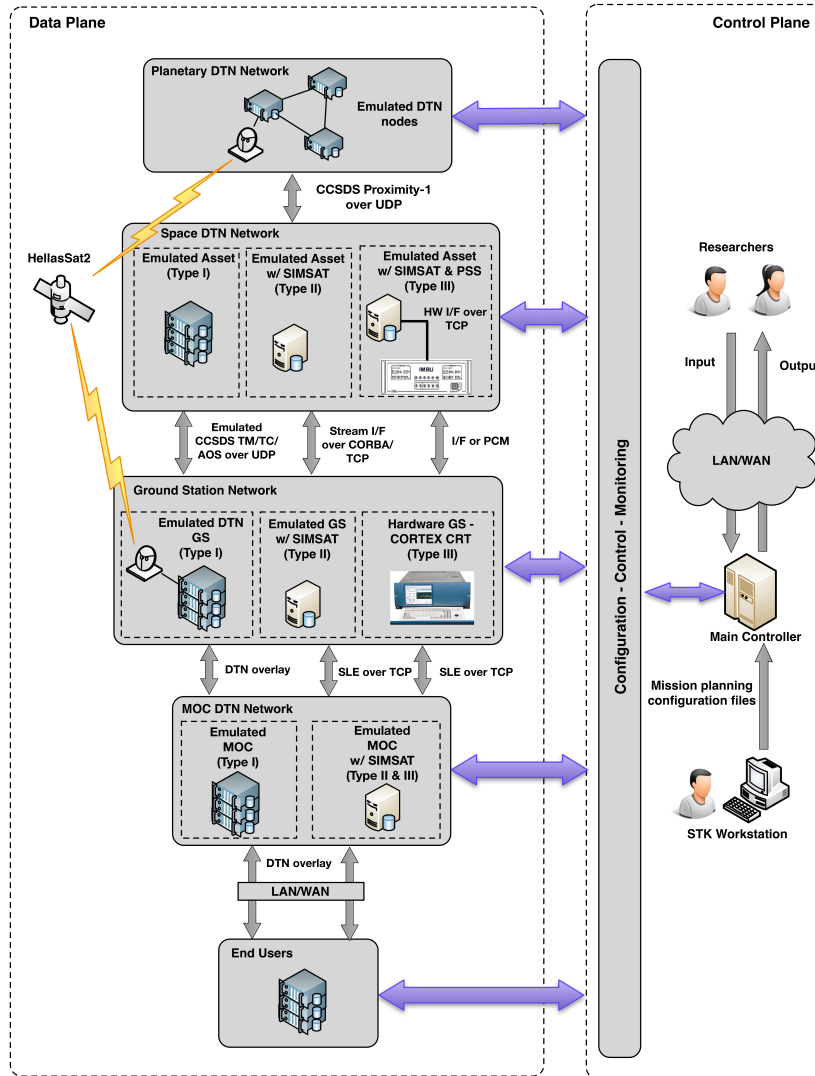 Data Plane
Control Plane
Planetary DTN Network
Emulated DTN
nodes
CCSDS Proximity-1
over UDP
HellasSat2
Space DTN Network
Emulated Asset
(Type I)
Emulated Asset
w/ SIMSAT
(Type II)
Emulated Asset
w/ SIMSAT & PSS
(Type III)
HW I/F over
TCP
IMBU
Emulated
CCSDS TM/TC/
AOS over UDP
Stream I/F
over CORBA/
TCP
I/F or PCM
Ground Station Network
Emulated DTN
GS
(Type I)
Emulated GS
w/ SIMSAT
(Type II)
Hardware GS -
CORTEX CRT
(Type III)
DTN overlay
SLE over TCP
SLE over TCP
MOC DTN Network
Emulated
MOC
(Type I)
Emulated
MOC
w/ SIMSAT
(Type II & III)
DTN overlay
LAN/WAN
End Users
Configuration - Control - Monitoring
Researchers
Input
Output
LAN/WAN
Main Controller
Mission planning
configuration files
STK Workstation